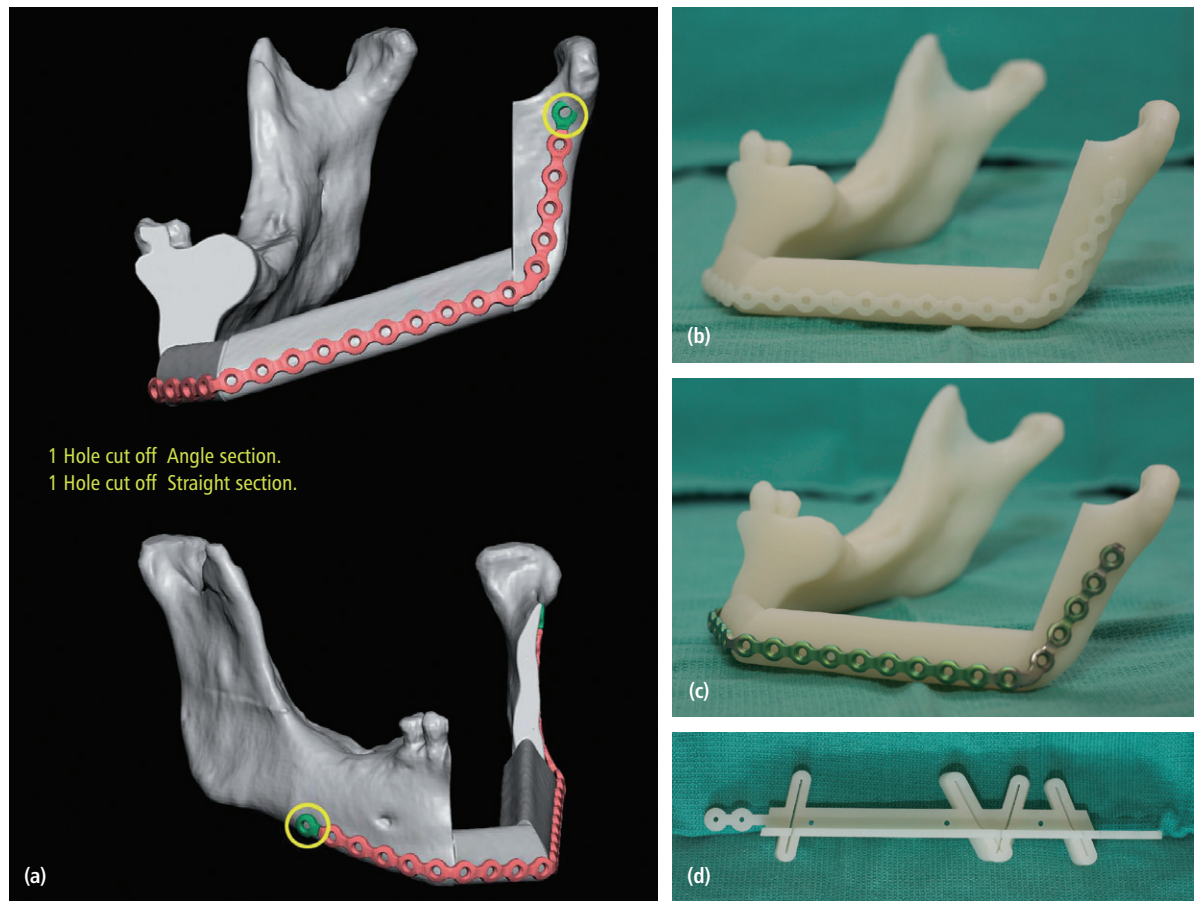 1 Hole cut off Angle section.
1 Hole cut off Straight section.
(a)
(b)
(c)
(d)